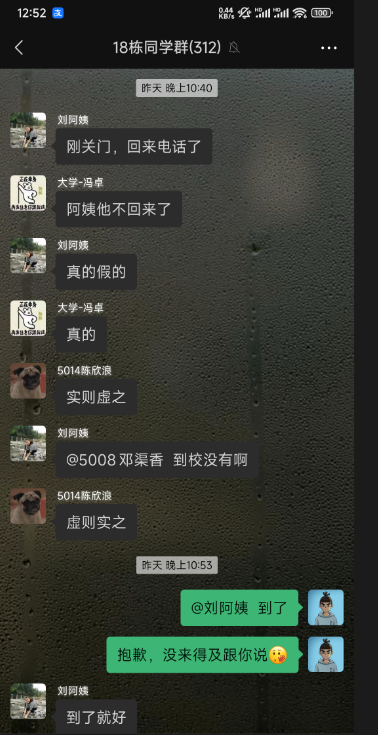 12:52
0.44 KB/s HD HD 100
18栋同学群(312)
昨天 晚上10:40
刘阿姨
刚关门，回来电话了
大学-冯卓
阿姨他不回来了
刘阿姨
真的假的
大学-冯卓
真的
5014陈欣浪
实则虚之
刘阿姨
@5008邓渠香 到校没有啊
5014陈欣浪
虚则实之
昨天 晚上10:53
@刘阿姨 到了
抱歉，没来得及跟你说
刘阿姨
到了就好